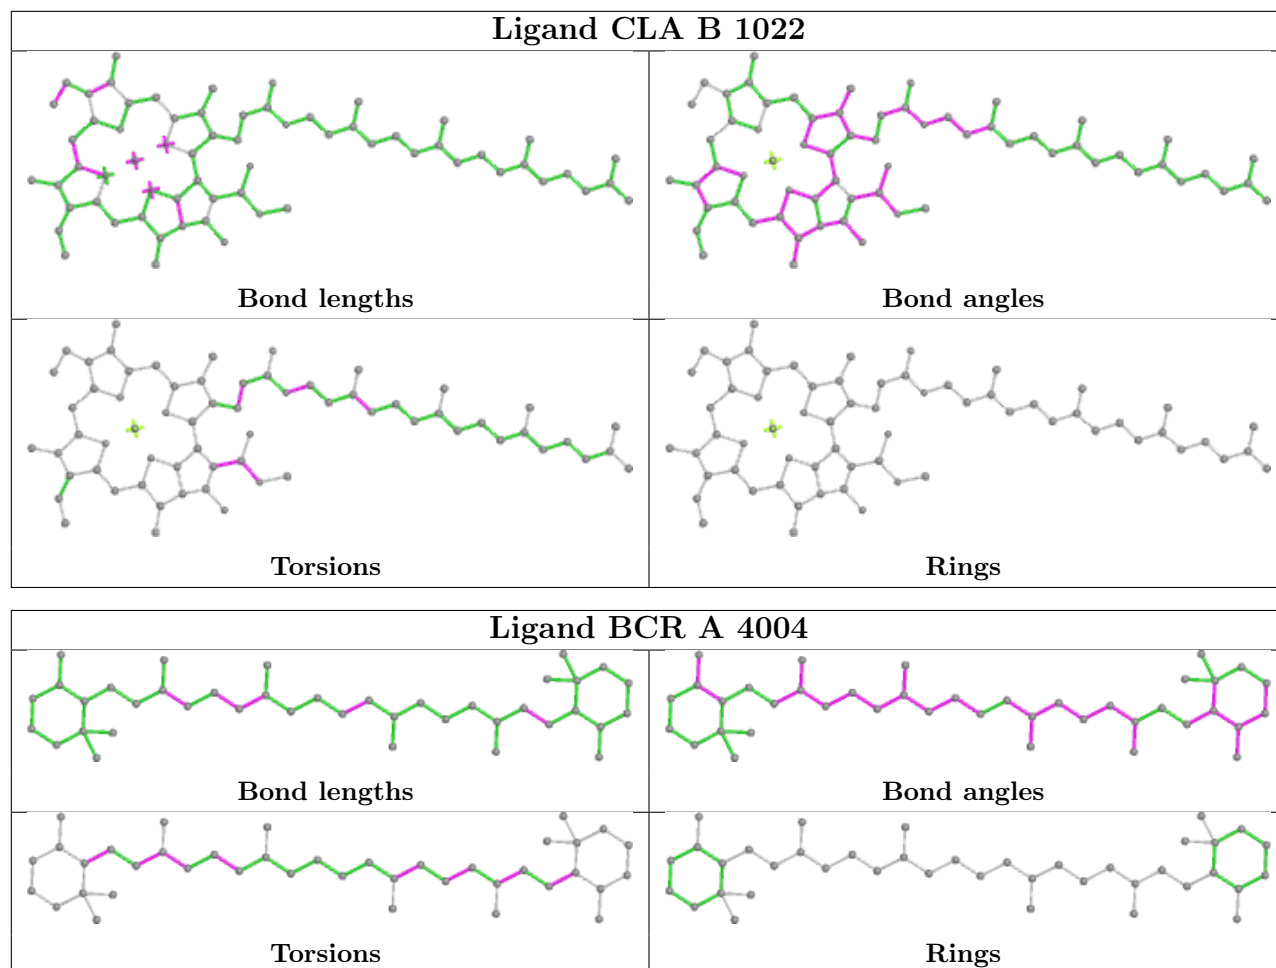 Ligand CLA B 1022
Bond lengths
Bond angles
Torsions
Rings
Ligand BCR A 4004
Bond lengths
Bond angles
Torsions
Rings